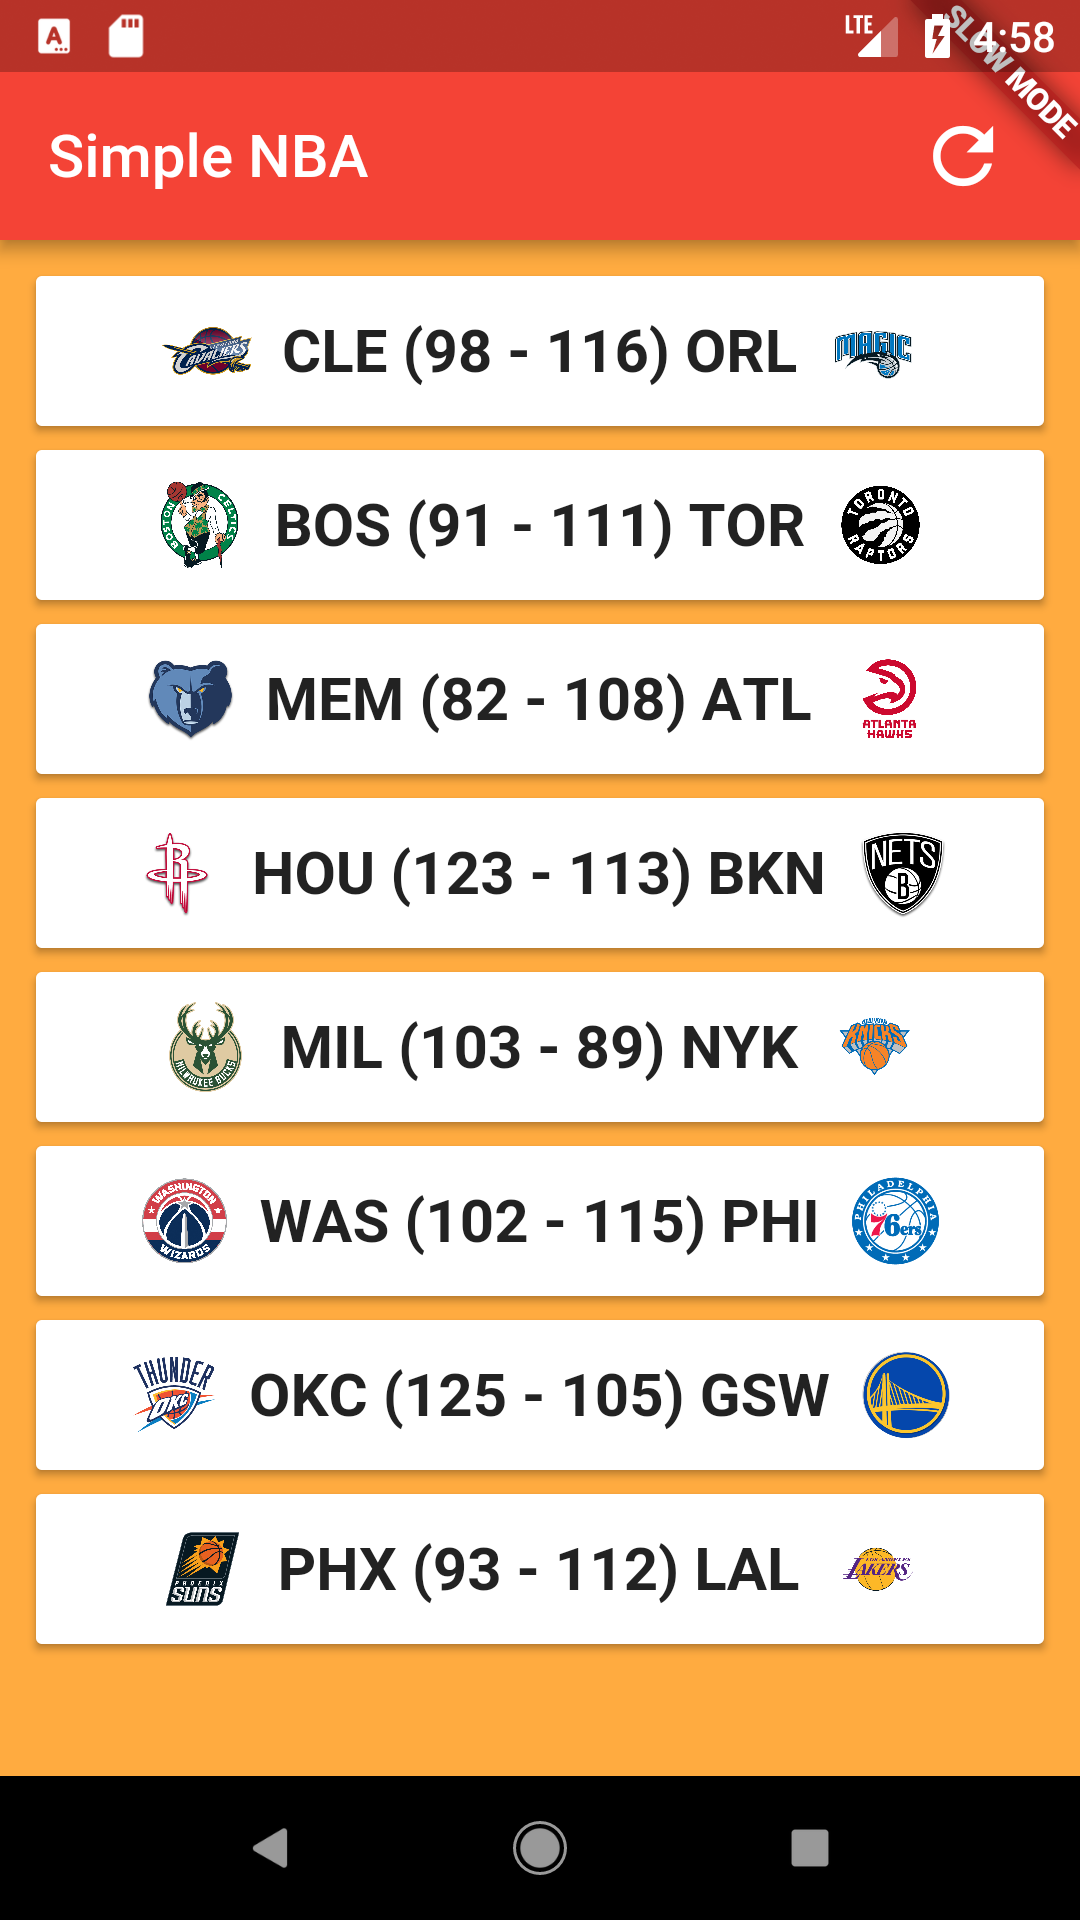 A
LTE
4:58
SLOW MODE
Simple NBA
CAVALIERS
CLE (98 - 116) ORL
MAGIC
BOSTON CELTICS
BOS (91 - 111) TOR
TORONTO RAPTORS
MEM (82 - 108) ATL
ATLANTA
HAWKS
R
HOU (123 - 113) BKN
NETS
B
MILWAUKEE BUCKS
MIL (103 - 89) NYK
KNICKS
WASHINGTON
WIZARDS
WAS (102 - 115) PHI
PHILADELPHIA
76ers
THUNDER
OKC
OKC (125 - 105) GSW
PHOENIX
SUNS
PHX (93 - 112) LAL
LOS ANGELES
LAKERS